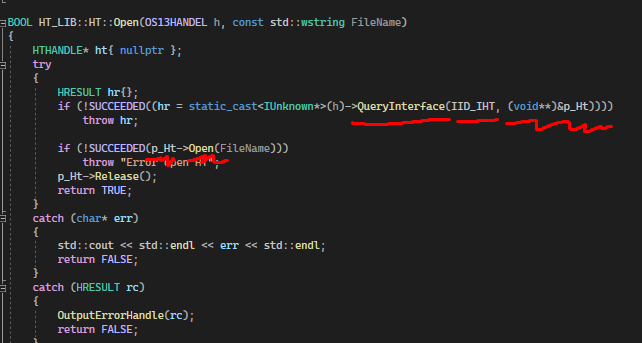 BOOL HT_LIB::HT::Open(OS13HANDEL h, const std::wstring FileName)
{
HTHANDLE* ht{ nullptr };
try
{
HRESULT hr{};
if (!SUCCEEDED((hr = static_cast<IUnknown*>(h)->QueryInterface(IID_IHT, (void**)&p_Ht))))
throw hr;
if (!SUCCEEDED(p_Ht->Open(FileName)))
throw "Error Open HT";
p_Ht->Release();
return TRUE;
}
catch (char* err)
{
std::cout << std::endl << err << std::endl;
return FALSE;
}
catch (HRESULT rc)
{
OutputErrorHandle(rc);
return FALSE;
}